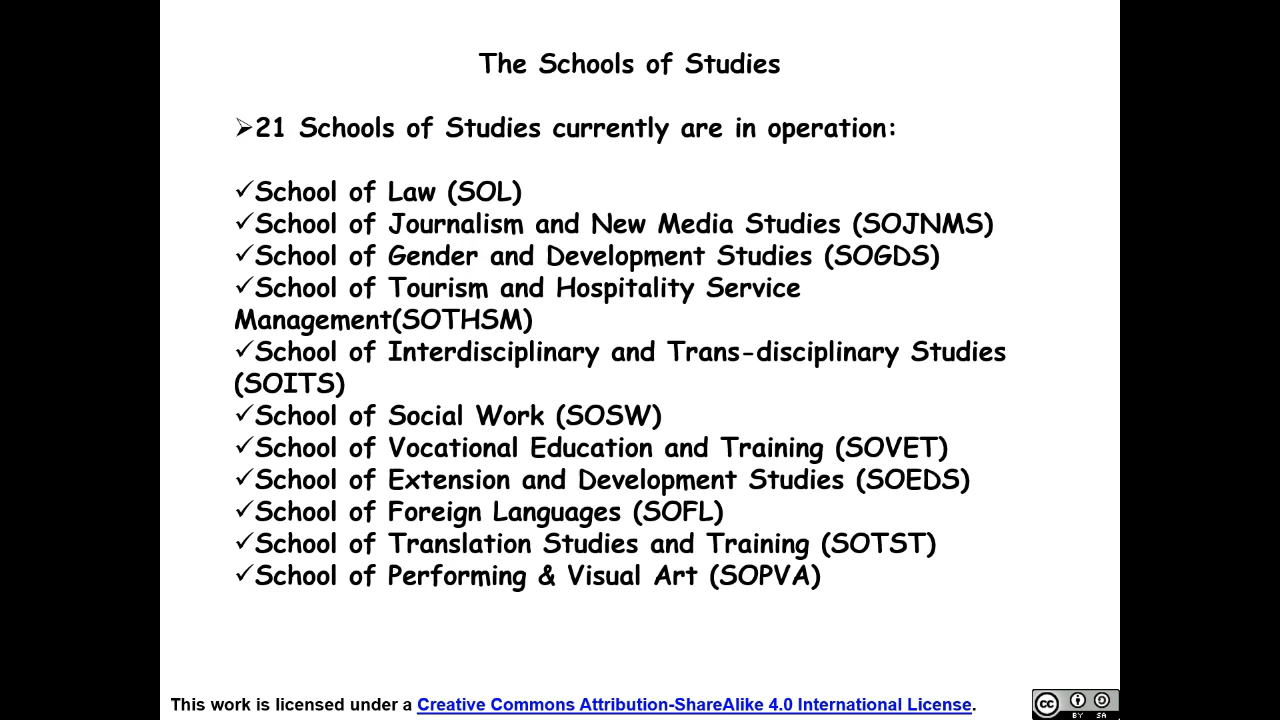 The Schools of Studies
➢21 Schools of Studies currently are in operation:
✓School of Law (SOL)
✓School of Journalism and New Media Studies (SOJNMS)
✓School of Gender and Development Studies (SOGDS)
✓School of Tourism and Hospitality Service
Management(SOTHSM)
✓School of Interdisciplinary and Trans-disciplinary Studies
(SOITS)
✓School of Social Work (SOSW)
✓School of Vocational Education and Training (SOVET)
✓School of Extension and Development Studies (SOEDS)
✓School of Foreign Languages (SOFL)
✓School of Translation Studies and Training (SOTST)
✓School of Performing & Visual Art (SOPVA)
This work is licensed under a Creative Commons Attribution-ShareAlike 4.0 International License.
cc BY SA